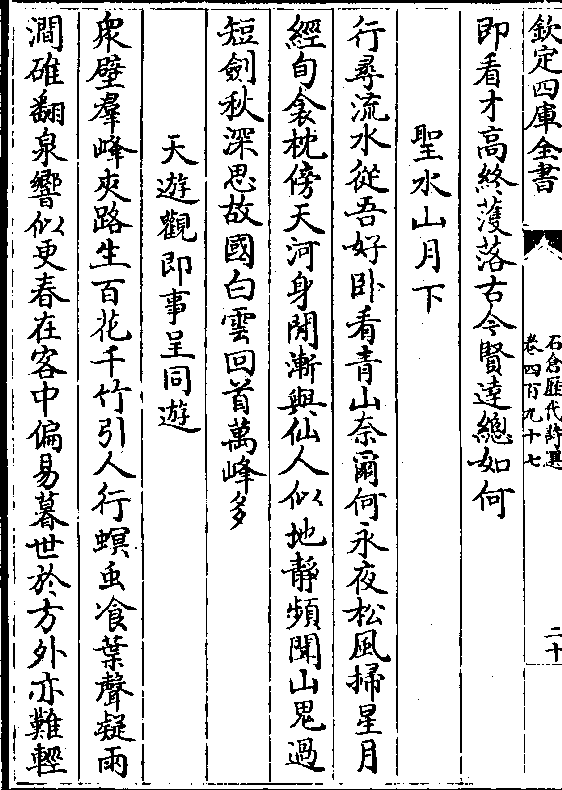 欽定四庫全書
石倉歷代詩選
卷四百九十七
二十
即看才高終濩落古今賢達總如何
聖水山月下
行尋流水從吾好卧看青山奈爾何永夜松風掃星月
經旬衾枕傍天河身閒漸與仙人似地靜頻聞山鬼過
短劍秋深思故國白雲回首萬峰多
天遊觀即事呈同遊
衆壁羣峰夾路生百花千竹引人行螟虫飡葉聲凝雨
澗碓翻泉響似更春在客中偏易暮世於方外亦難輕